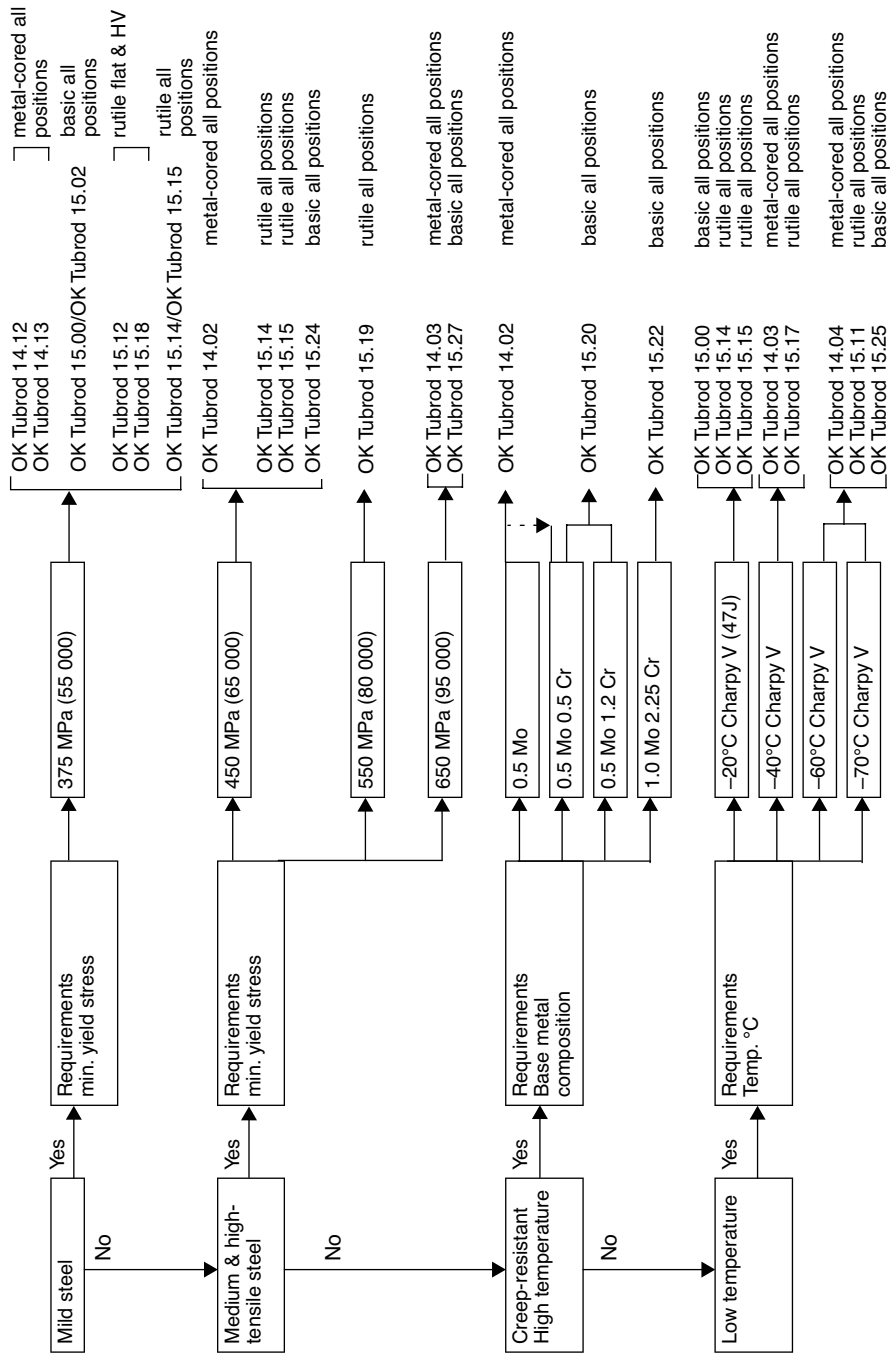 Mild steel
Yes
No
Requirements
min. yield stress
375 MPa (55 000)
OK Tubrod 14.12
OK Tubrod 14.13
metal-cored all
positions
OK Tubrod 15.00/OK Tubrod 15.02
basic all
positions
OK Tubrod 15.12
OK Tubrod 15.18
rutile flat & HV
OK Tubrod 15.14/OK Tubrod 15.15
rutile all
positions
Medium & high-
tensile steel
Yes
No
Requirements
min. yield stress
450 MPa (65 000)
OK Tubrod 14.02 metal-cored all positions
OK Tubrod 15.14 rutile all positions
OK Tubrod 15.15 rutile all positions
OK Tubrod 15.24 basic all positions
550 MPa (80 000)
OK Tubrod 15.19 rutile all positions
650 MPa (95 000)
OK Tubrod 14.03 metal-cored all positions
OK Tubrod 15.27 basic all positions
Creep-resistant
High temperature
Yes
No
Requirements
Base metal
composition
0.5 Mo
OK Tubrod 14.02 metal-cored all positions
0.5 Mo 0.5 Cr
0.5 Mo 1.2 Cr
OK Tubrod 15.20 basic all positions
1.0 Mo 2.25 Cr
OK Tubrod 15.22 basic all positions
Low temperature
Yes
Requirements
Temp. °C
–20°C Charpy V (47J)
OK Tubrod 15.00 basic all positions
OK Tubrod 15.14 rutile all positions
OK Tubrod 15.15 rutile all positions
–40°C Charpy V
OK Tubrod 14.03 metal-cored all positions
OK Tubrod 15.17 rutile all positions
–60°C Charpy V
–70°C Charpy V
OK Tubrod 14.04 metal-cored all positions
OK Tubrod 15.11 rutile all positions
OK Tubrod 15.25 basic all positions